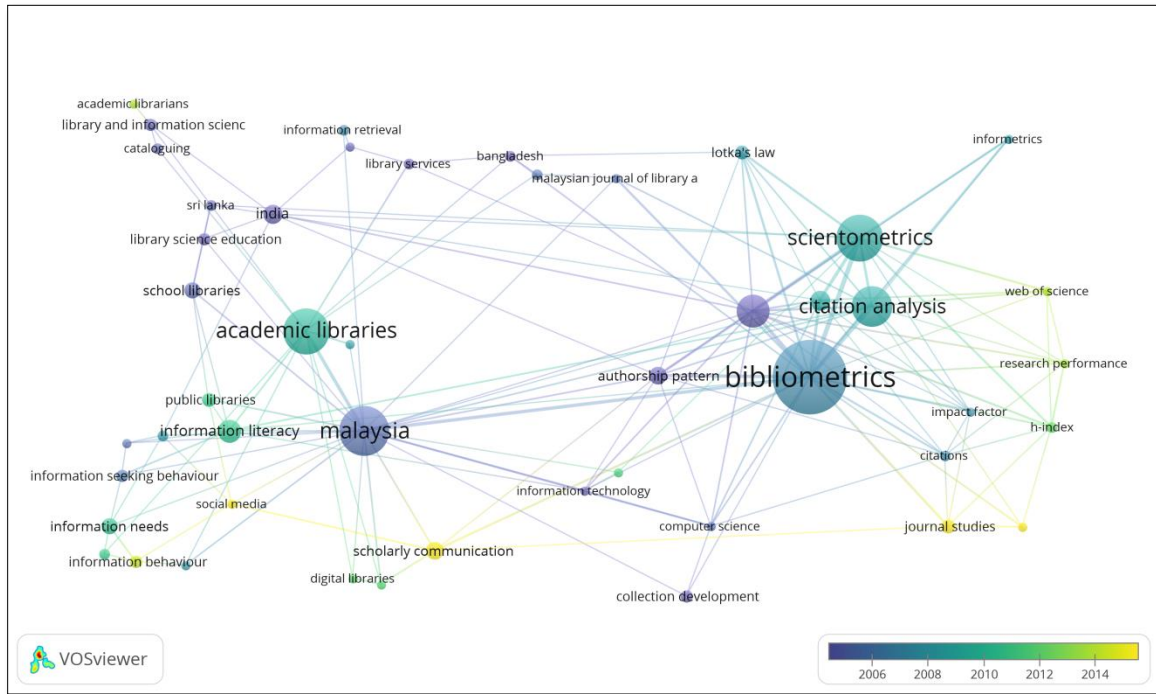 academic librarians
library and information scienc
cataloguing
information retrieval
library services
bangladesh
malaysian journal of library a
lotka's law
informetrics
sri lanka
india
library science education
school libraries
scientometrics
web of science
citation analysis
academic libraries
research performance
authorship pattern
bibliometrics
public libraries
information literacy
malaysia
impact factor
h-index
citations
information seeking behaviour
social media
information technology
information needs
computer science
journal studies
information behaviour
scholarly communication
digital libraries
collection development
VOSviewer
2006 2008 2010 2012 2014